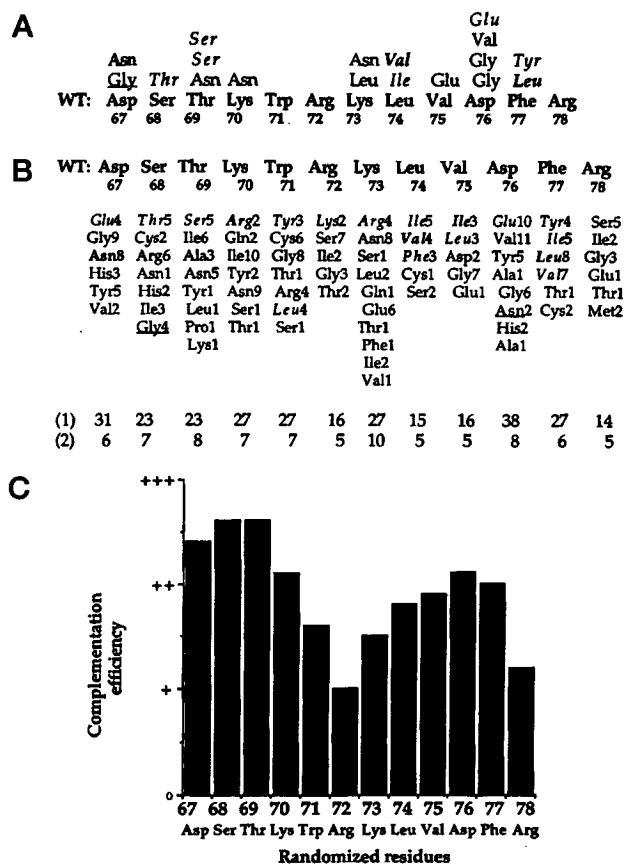 A
Glu
Ser Val
Asn Ser Asn Val Gly Tyr
Gly Thr Asn Asn Leu Ile Glu Gly Leu
WT: Asp Ser Thr Lys Trp Arg Lys Leu Val Asp Phe Arg
67 68 69 70 71 72 73 74 75 76 77 78
B
WT: Asp Ser Thr Lys Trp Arg Lys Leu Val Asp Phe Arg
67 68 69 70 71 72 73 74 75 76 77 78
Glu4 Thr5 Ser5 Arg2 Tyr3 Lys2 Arg4 Ile5 Ile3 Glu10 Tyr4 Ser5
Gly9 Cys2 Ile6 Gln2 Cys6 Ser7 Asn8 Val4 Leu3 Val11 Ile5 Ile2
Asn8 Arg6 Ala3 Ile10 Gly8 Ile2 Ser1 Phe3 Asp2 Tyr5 Leu8 Gly3
His3 Asn1 Asn5 Tyr2 Thr1 Gly3 Leu2 Cys1 Gly7 Ala1 Val7 Glu1
Tyr5 His2 Tyr1 Asn9 Arg4 Thr2 Gln1 Ser2 Glu1 Gly6 Thr1 Thr1
Val2 Ile3 Leu1 Ser1 Leu4 Glu6 Asn2 Cys2 Met2
Gly4 Pro1 Thr1 Ser1 Thr1 His2
Lys1 Phe1 Ala1
Ile2
Val1
(1) 31 23 23 27 27 16 27 15 16 38 27 14
(2) 6 7 8 7 7 5 10 5 5 8 6 5
C
+++
++
+
0
Complementation efficiency
67 68 69 70 71 72 73 74 75 76 77 78
Asp Ser Thr Lys Trp Arg Lys Leu Val Asp Phe Arg
Randomized residues